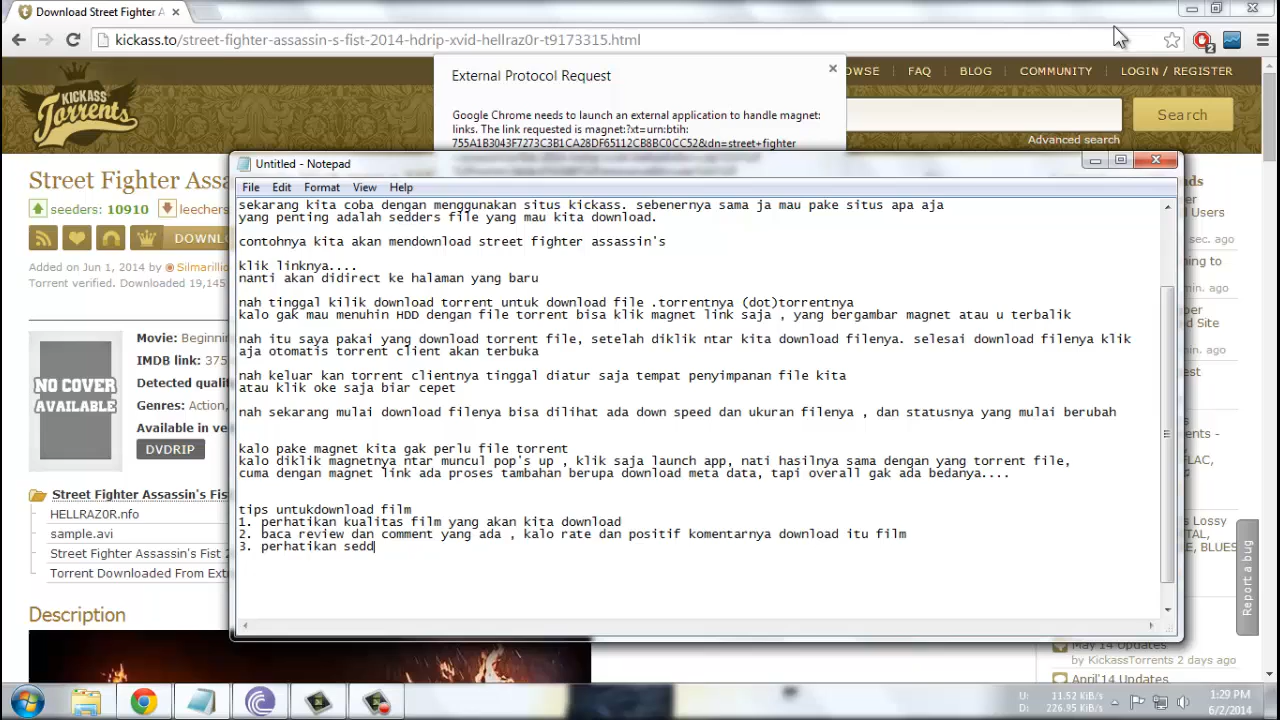 Download Street Fighter A
kickass.to/street-fighter-assassin-s-fist-2014-hdrip-xvid-hellraz0r-t9173315.html
2
External Protocol Request
Google Chrome needs to launch an external application to handle magnet:
links. The link requested is magnet:?xt=urn:btih:
755A1B3043F7273C3B1CA28DF65112CB8BC0CC52&dn=street+fighter
KICKASS
Torrents
OWSE FAQ BLOG COMMUNITY LOGIN / REGISTER
Search
Advanced search
Street Fighter Assa
seeders: 10910 leechers
DOWNL
Added on Jun 1, 2014 by Silmarillio
Torrent verified. Downloaded 19,145
NO COVER
AVAILABLE
Movie: Beginnin
IMDB link: 375
Detected qualit
Genres: Action,
Available in ve
DVDRIP
Street Fighter Assassin's Fis
HELLRAZ0R.nfo
sample.avi
Street Fighter Assassin's Fist 2
Torrent Downloaded From Ext
Description
Untitled - Notepad
File Edit Format View Help
sekarang kita coba dengan menggunakan situs kickass. sebenernya sama ja mau pake situs apa aja
yang penting adalah sedders file yang mau kita download.
contohnya kita akan mendownload street fighter assassin's
klik linknya....
nanti akan didirect ke halaman yang baru
nah tinggal kilik download torrent untuk download file .torrentnya (dot)torrentnya
kalo gak mau menuhin HDD dengan file torrent bisa klik magnet link saja , yang bergambar magnet atau u terbalik
nah itu saya pakai yang download torrent file, setelah diklik ntar kita download filenya. selesai download filenya klik
aja otomatis torrent client akan terbuka
nah keluar kan torrent clientnya tinggal diatur saja tempat penyimpanan file kita
atau klik oke saja biar cepet
nah sekarang mulai download filenya bisa dilihat ada down speed dan ukuran filenya , dan statusnya yang mulai berubah
kalo pake magnet kita gak perlu file torrent
kalo diklik magnetnya ntar muncul pop's up , klik saja launch app, nati hasilnya sama dengan yang torrent file,
cuma dengan magnet link ada proses tambahan berupa download meta data, tapi overall gak ada bedanya....
tips untukdownload film
1. perhatikan kualitas film yang akan kita download
2. baca review dan comment yang ada , kalo rate dan positif komentarnya download itu film
3. perhatikan sedd
Report a bug
May 14 Updates
by KickassTorrents 2 days ago
April'14 Updates
U: 11.52 KiB/s
D: 226.95 KiB/s
1:29 PM
6/2/2014